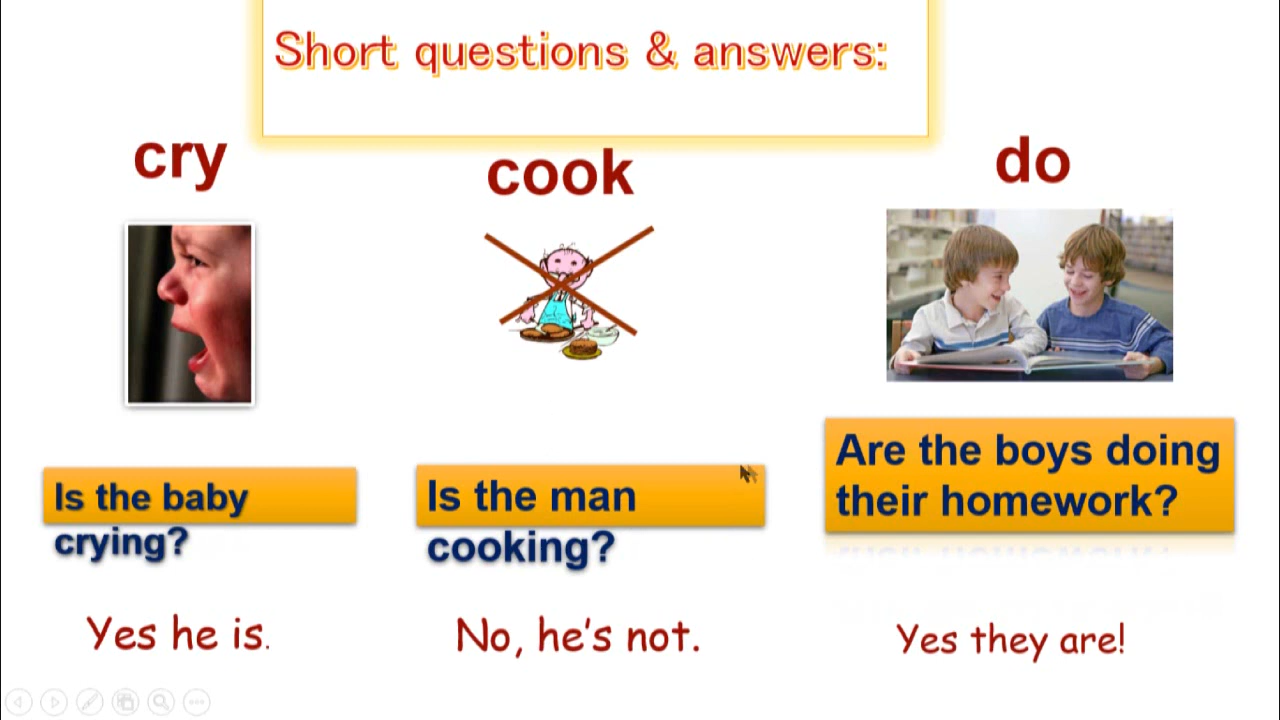 Short questions & answers:
cry
cook
do
Is the baby
crying?
Is the man
cooking?
Are the boys doing
their homework?
Yes he is.
No, he's not.
Yes they are!